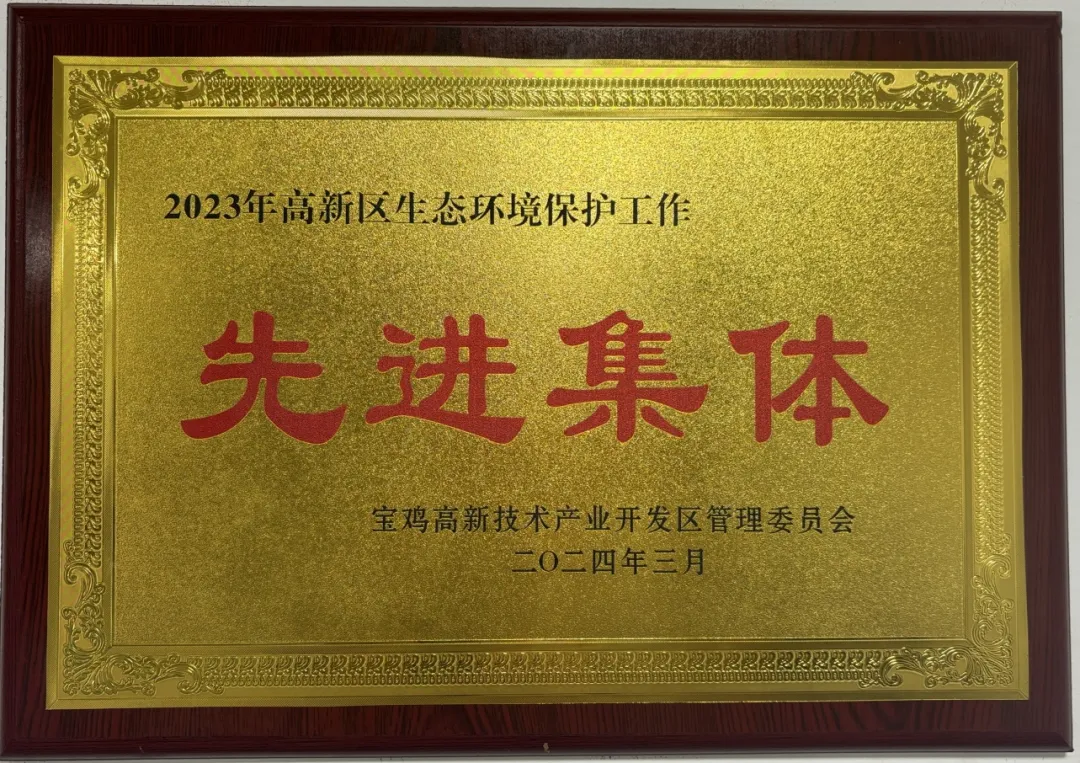 2023年高新区生态环境保护工作
先进集体
宝鸡高新技术产业开发区管理委员会
二〇二四年三月